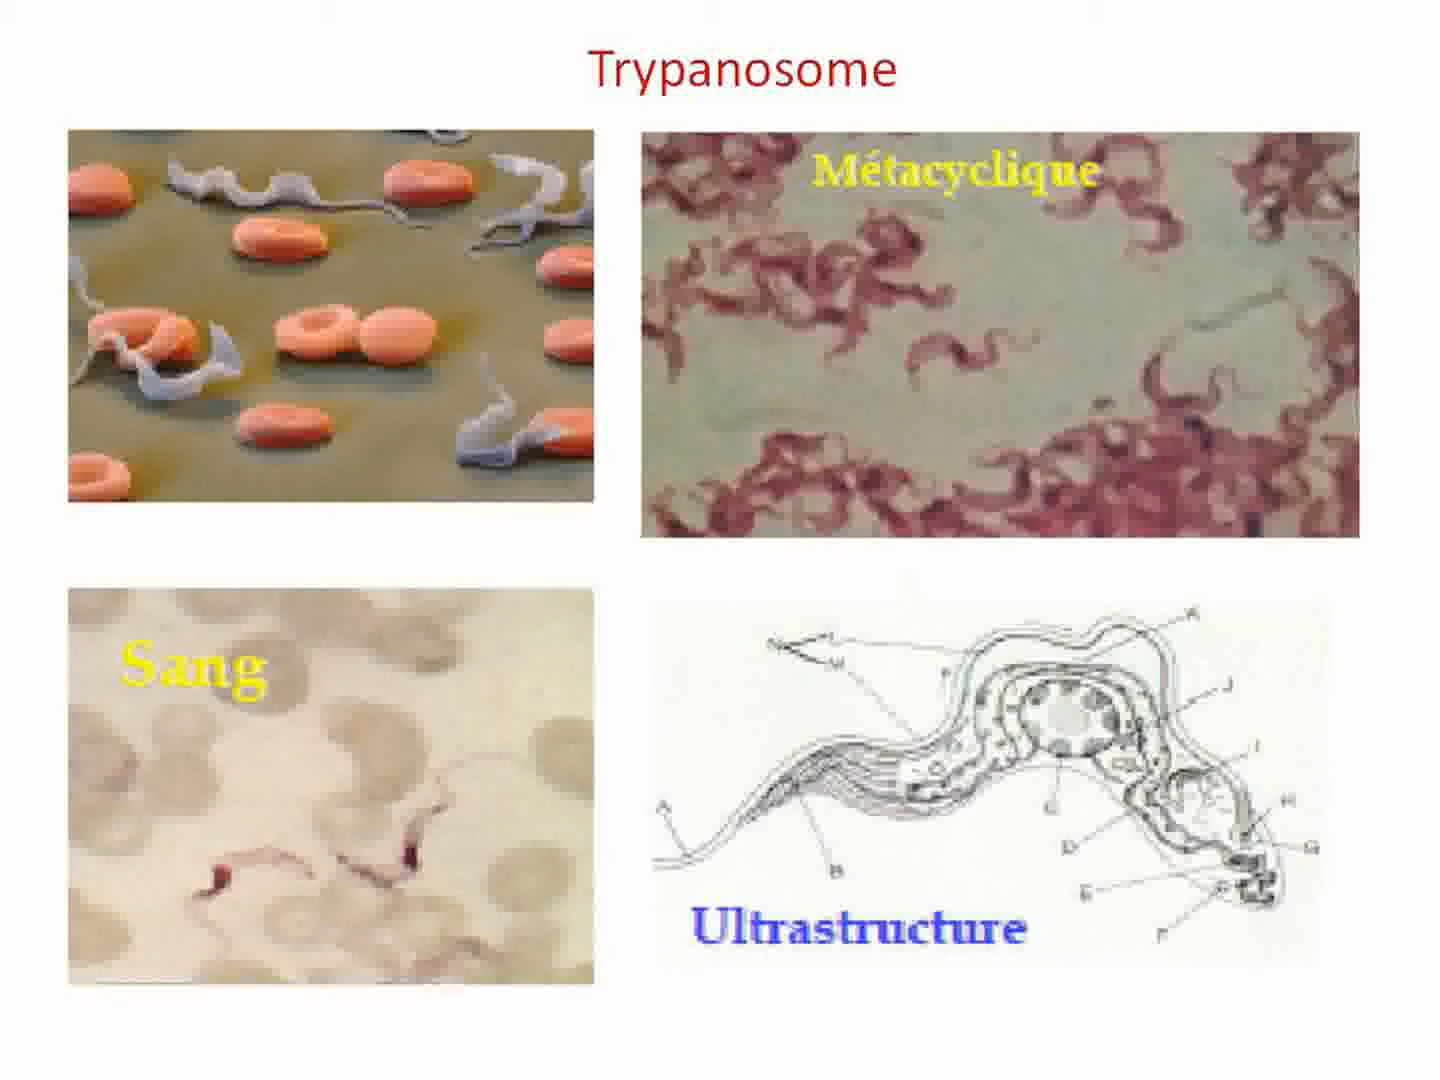 Trypanosome
Métacyclique
Sang
Ultrastructure
K
J
I
A
C
H
D
G
B
E
F